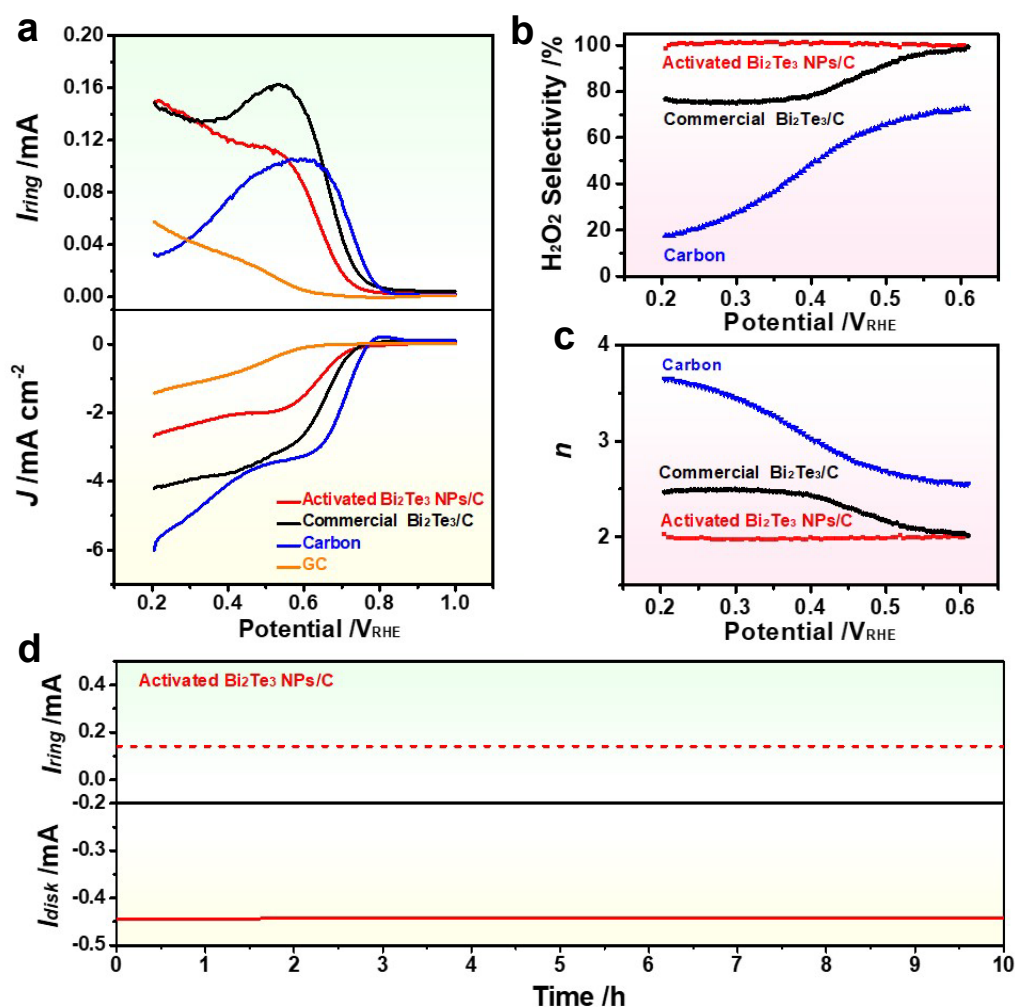 a
0.20
0.16
0.12
0.08
0.04
0.00
Iring /mA
0
-2
-4
-6
J /mA cm-2
Activated Bi2Te3 NPs/C
Commercial Bi2Te3/C
Carbon
GC
0.2 0.4 0.6 0.8 1.0
Potential /VRHE
b
100
80
60
40
20
0
H2O2 Selectivity /%
Activated Bi2Te3 NPs/C
Commercial Bi2Te3/C
Carbon
0.2 0.3 0.4 0.5 0.6
Potential /VRHE
c
4
3
2
n
Carbon
Commercial Bi2Te3/C
Activated Bi2Te3 NPs/C
0.2 0.3 0.4 0.5 0.6
Potential /VRHE
d
Activated Bi2Te3 NPs/C
0.4
0.2
0.0
-0.2
Iring /mA
-0.3
-0.4
-0.5
Idisk /mA
0 1 2 3 4 5 6 7 8 9 10
Time /h